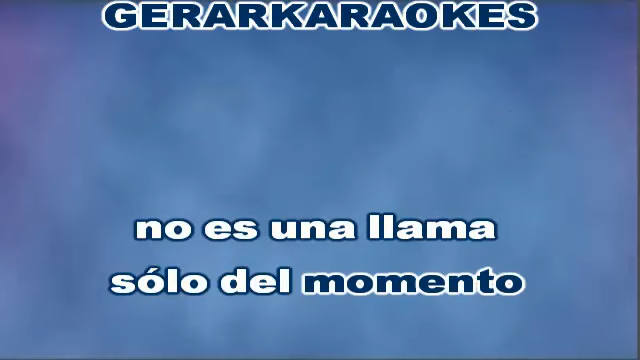 GERARKARAOKES
no es una llama
sólo del momento